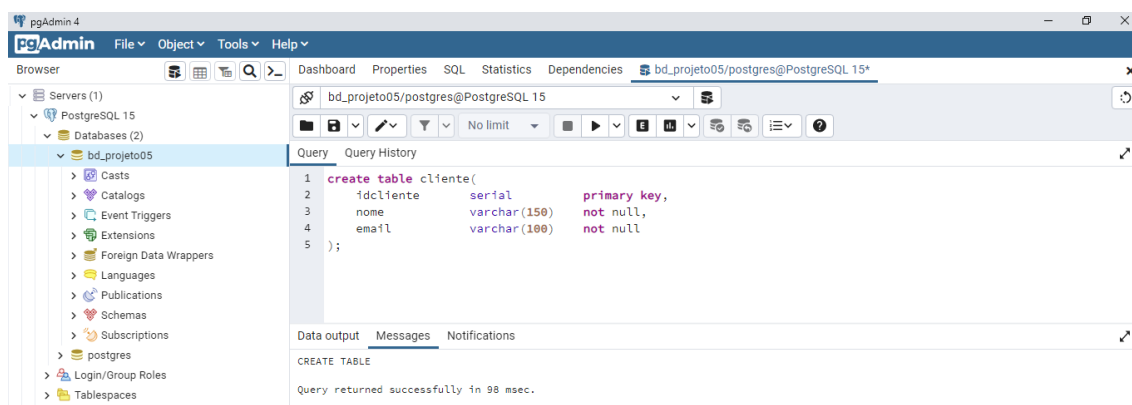 pgAdmin 4
pgAdmin File Object Tools Help
Browser
Dashboard Properties SQL Statistics Dependencies bd_projeto05/postgres@PostgreSQL 15*
Servers (1)
PostgreSQL 15
Databases (2)
bd_projeto05
Casts
Catalogs
Event Triggers
Extensions
Foreign Data Wrappers
Languages
Publications
Schemas
Subscriptions
postgres
Login/Group Roles
Tablespaces
bd_projeto05/postgres@PostgreSQL 15
No limit
E
Query Query History
1 create table cliente(
2 idcliente serial primary key,
3 nome varchar(150) not null,
4 email varchar(100) not null
5 );
Data output Messages Notifications
CREATE TABLE
Query returned successfully in 98 msec.